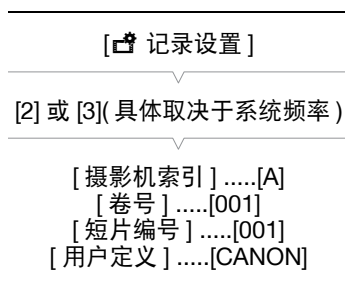 [ 记录设置 ]
[2] 或 [3]( 具体取决于系统频率 )
[ 摄影机索引 ] .....[A]
[ 卷号 ] .....[001]
[ 短片编号 ] .....[001]
[ 用户定义 ] .....[CANON]